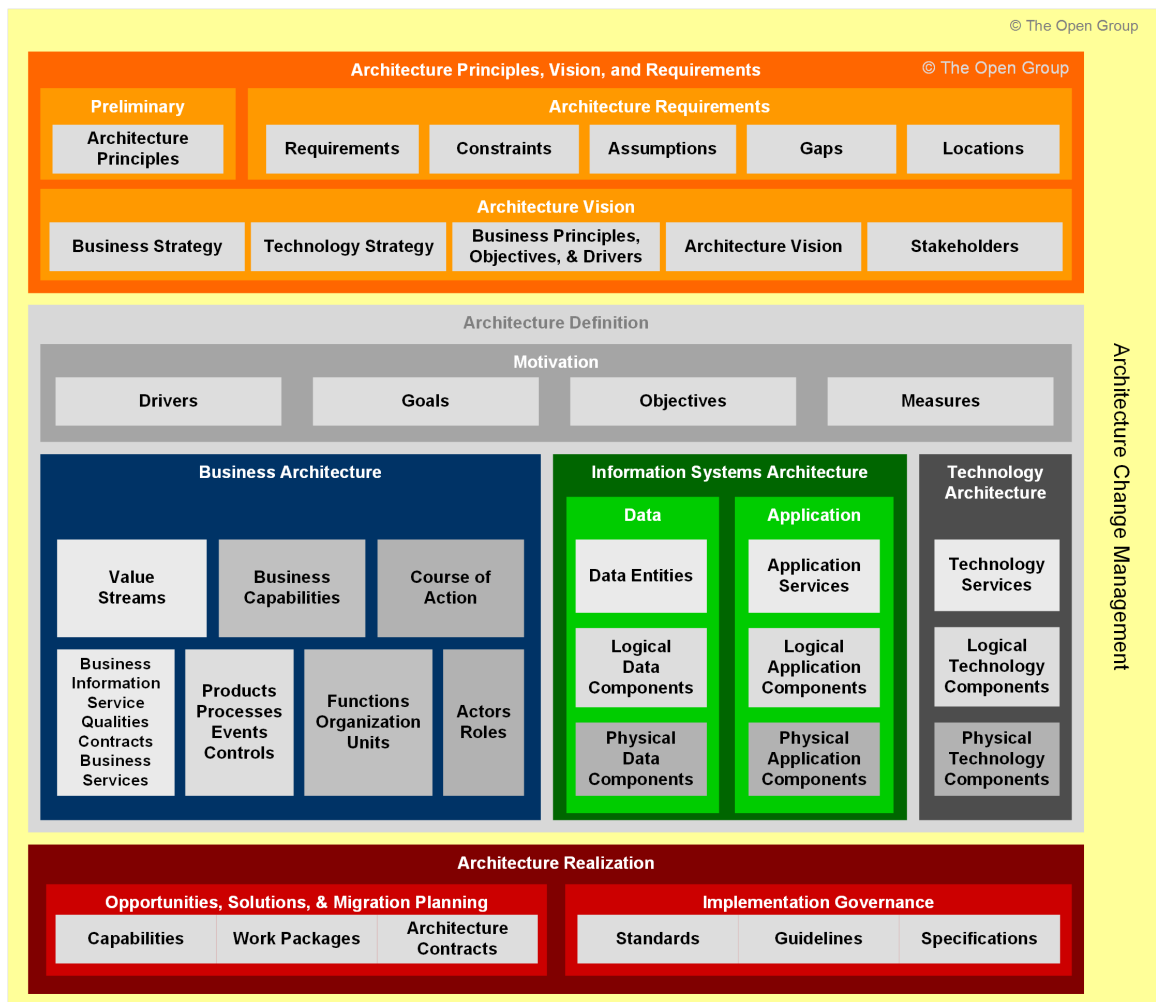 © The Open Group
Architecture Principles, Vision, and Requirements
© The Open Group
Preliminary
Architecture
Principles
Architecture Requirements
Requirements
Constraints
Assumptions
Gaps
Locations
Architecture Vision
Business Strategy
Technology Strategy
Business Principles,
Objectives, & Drivers
Architecture Vision
Stakeholders
Architecture Definition
Motivation
Drivers
Goals
Objectives
Measures
Business Architecture
Value
Streams
Business
Capabilities
Course of
Action
Business
Information
Service
Qualities
Contracts
Business
Services
Products
Processes
Events
Controls
Functions
Organization
Units
Actors
Roles
Information Systems Architecture
Data
Data Entities
Logical
Data
Components
Physical
Data
Components
Application
Application
Services
Logical
Application
Components
Physical
Application
Components
Technology
Architecture
Technology
Services
Logical
Technology
Components
Physical
Technology
Components
Architecture Realization
Opportunities, Solutions, & Migration Planning
Capabilities
Work Packages
Architecture
Contracts
Implementation Governance
Standards
Guidelines
Specifications
Architecture Change Management